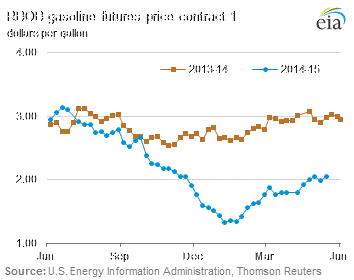 RBOB gasoline futures price contract 1
dollars per gallon
eia
4.00
2013-14
2014-15
3.00
2.00
1.00
Jun
Sep
Dec
Mar
Jun
Source: U.S. Energy Information Administration, Thomson Reuters